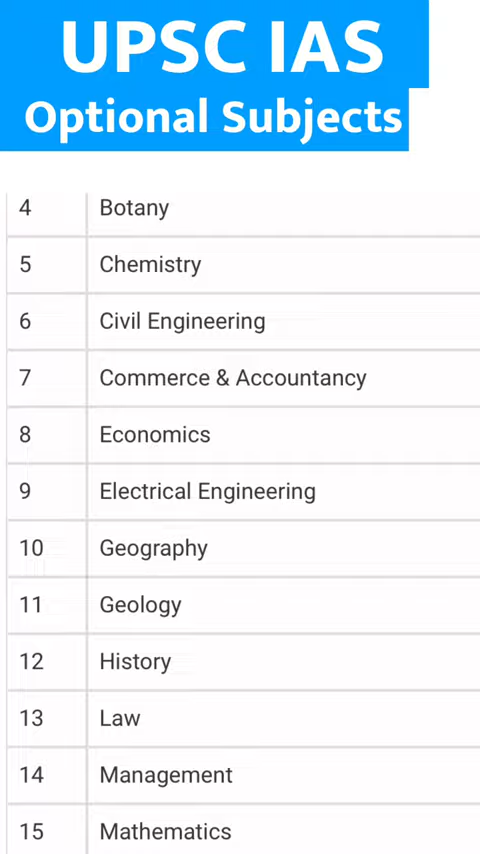 UPSC IAS
Optional Subjects
4 Botany
5 Chemistry
6 Civil Engineering
7 Commerce & Accountancy
8 Economics
9 Electrical Engineering
10 Geography
11 Geology
12 History
13 Law
14 Management
15 Mathematics